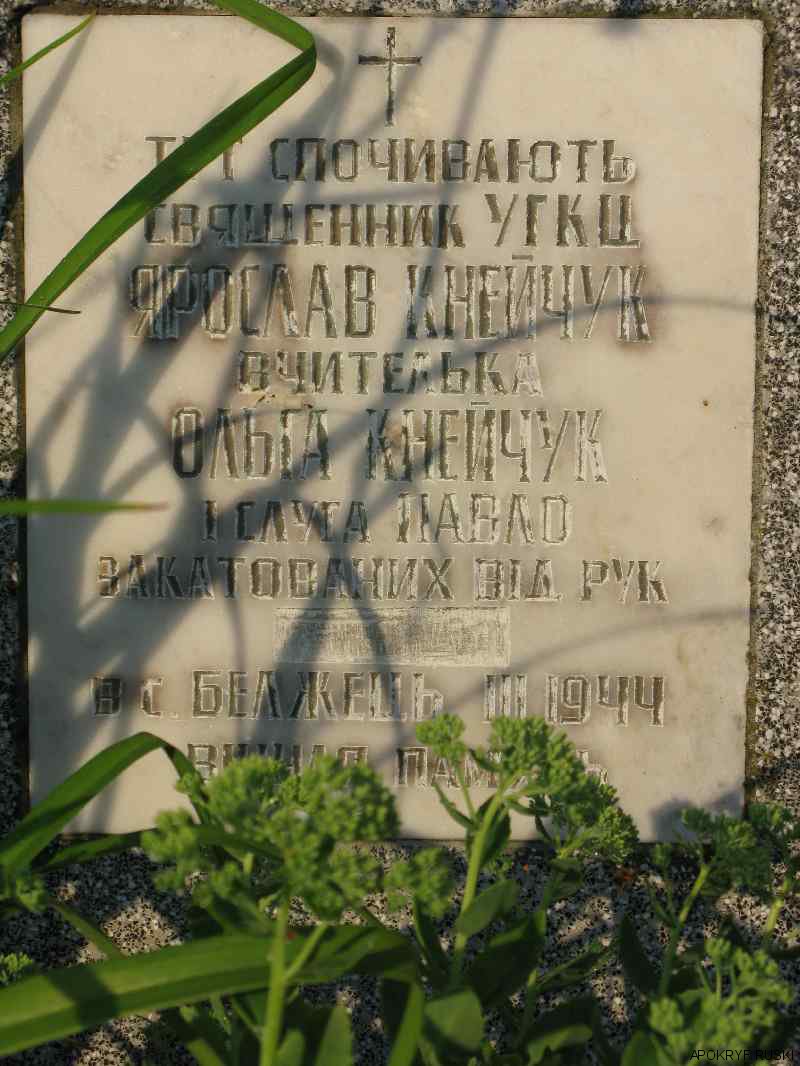 ТУТ СПОЧИВАЮТЬ
СВЯЩЕННИК УГКЦ
ЯРОСЛАВ КНЕЙЧУК
ВЧИТЕЛЬКА
ОЛЬГА КНЕЙЧУК
І СЛУГА ПАВЛО
ЗАКАТОВАНИХ ВІД РУК
В С. БЕЛЖЕЦЬ III 1944
ВІЧНАЯ ПАМЯТЬ
APOKRYF RUSKI